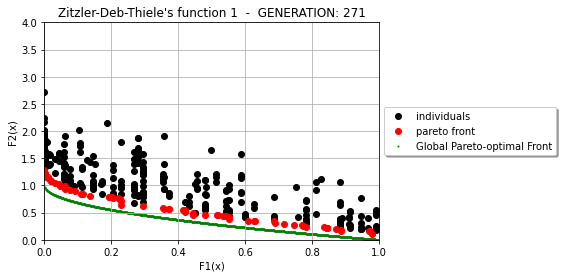 Zitzler-Deb-Thiele's function 1 - GENERATION: 271
4.0
3.5
3.0
2.5
2.0
1.5
1.0
0.5
0.0
F2(x)
0.0 0.2 0.4 0.6 0.8 1.0
F1(x)
individuals
pareto front
Global Pareto-optimal Front